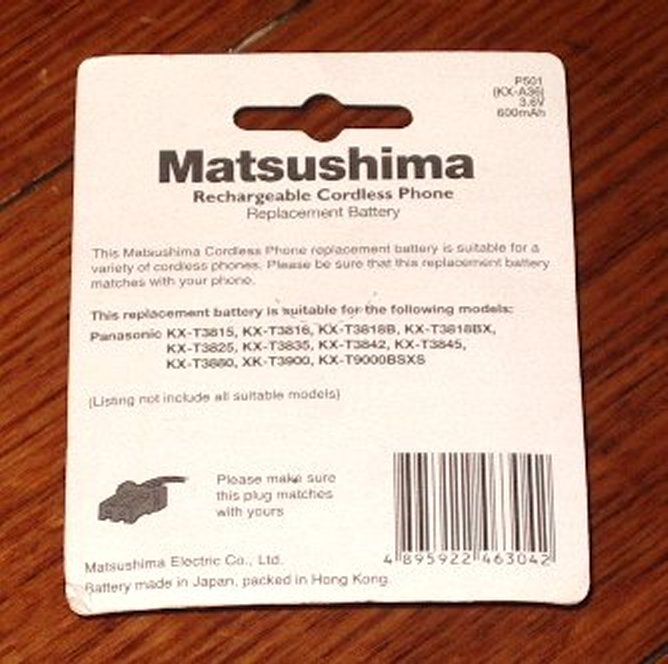 P501
(KX-A36)
3.6V
600mAh
Matsushima
Rechargeable Cordless Phone
Replacement Battery
This Matsushima Cordless Phone replacement battery is suitable for a
variety of cordless phones. Please be sure that this replacement battery
matches with your phone.
This replacement battery is suitable for the following models:
Panasonic KX-T3815, KX-T3816, KX-T3818B, KX-T3818BX,
KX-T3825, KX-T3835, KX-T3842, KX-T3845,
KX-T3880, XK-T3900, KX-T9000BSXS
(Listing not include all suitable models)
Please make sure
this plug matches
with yours
4 895922 463042
Matsushima Electric Co., Ltd.
Battery made in Japan, packed in Hong Kong.